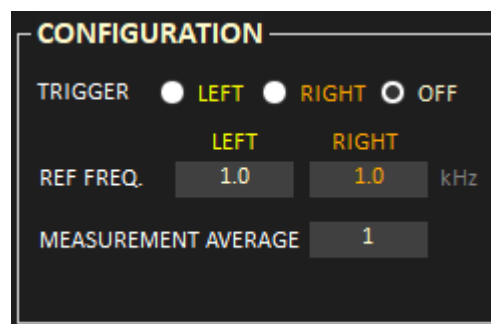 CONFIGURATION
TRIGGER LEFT RIGHT OFF
LEFT RIGHT
REF FREQ. 1.0 1.0 kHz
MEASUREMENT AVERAGE 1